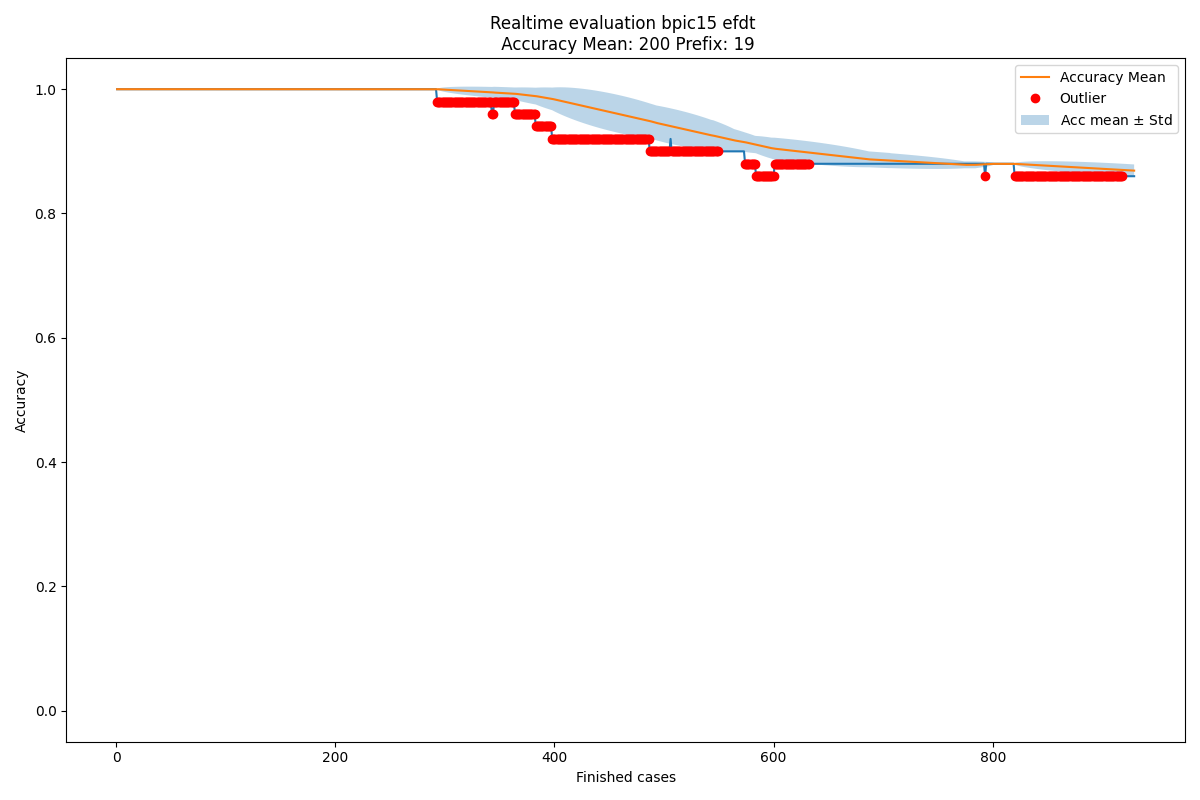 Realtime evaluation bpic15 efdt
Accuracy Mean: 200 Prefix: 19
Accuracy Mean
Outlier
Acc mean ± Std
1.0
0.8
0.6
0.4
0.2
0.0
Accuracy
0
200
400
600
800
Finished cases